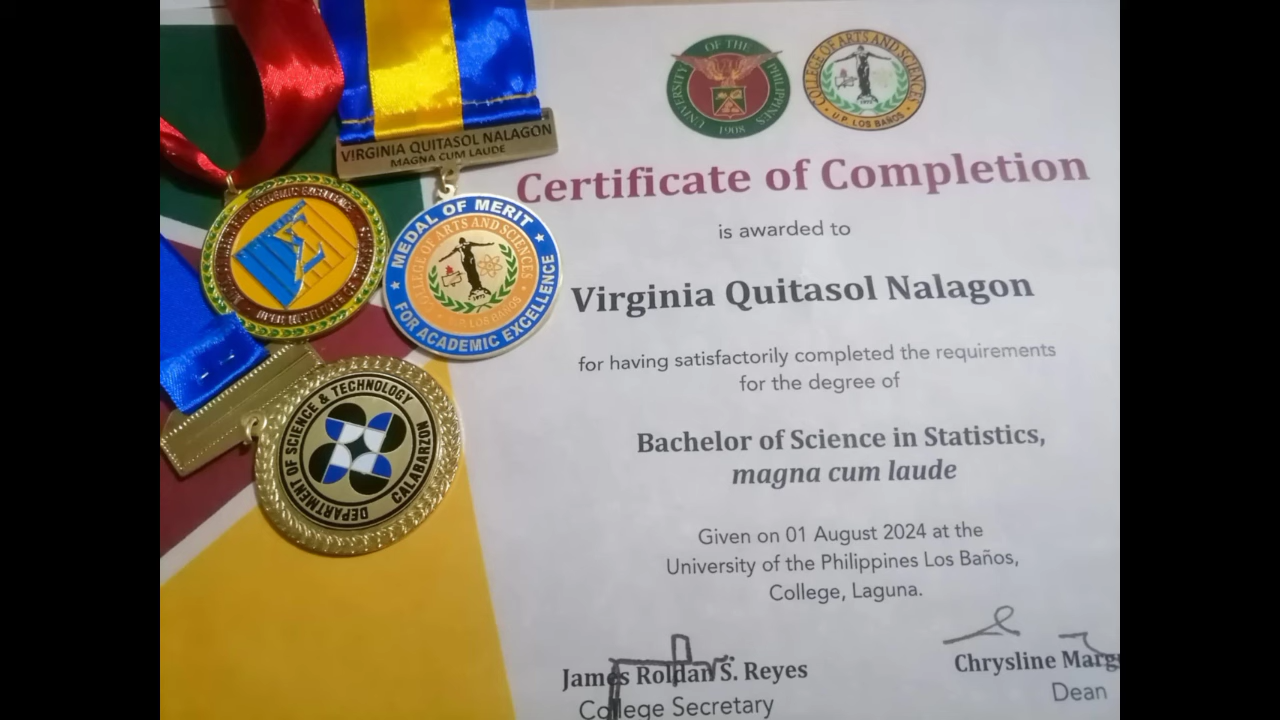 VIRGINIA QUITASOL NALAGON
MAGNA CUM LAUDE
MEDAL OF MERIT
FOR ACADEMIC EXCELLENCE
COLLEGE OF ARTS AND SCIENCES
U.P. LOS BAÑOS
DEPARTMENT OF SCIENCE & TECHNOLOGY
CALABARZON
UNIVERSITY OF THE PHILIPPINES
1908
COLLEGE OF ARTS AND SCIENCES
U.P. LOS BAÑOS
Certificate of Completion
is awarded to
Virginia Quitasol Nalagon
for having satisfactorily completed the requirements
for the degree of
Bachelor of Science in Statistics,
magna cum laude
Given on 01 August 2024 at the
University of the Philippines Los Baños,
College, Laguna.
James Roldan S. Reyes
College Secretary
Chrysline Marg
Dean